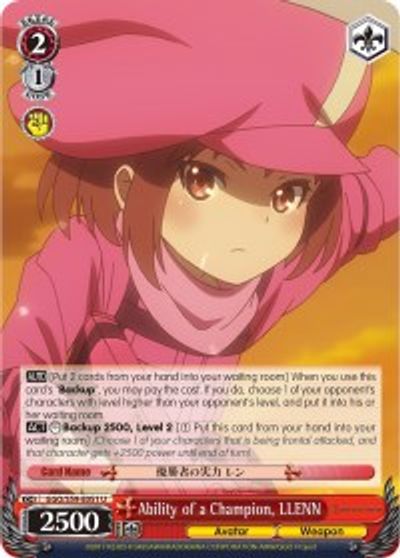 2
1
AUTO [Put 2 cards from your hand into your waiting room] When you use this
card's "Backup", you may pay the cost. If you do, choose 1 of your opponent's
characters with level higher than your opponent's level, and put it into his or
her waiting room.
ACT Backup 2500, Level 2 [① Put this card from your hand into your
waiting room] (Choose 1 of your characters that is being frontal attacked, and
that character gets +2500 power until end of turn)
Card Name
優勝者の実力 レン
2500
Ability of a Champion, LLENN
Avatar
Weapon